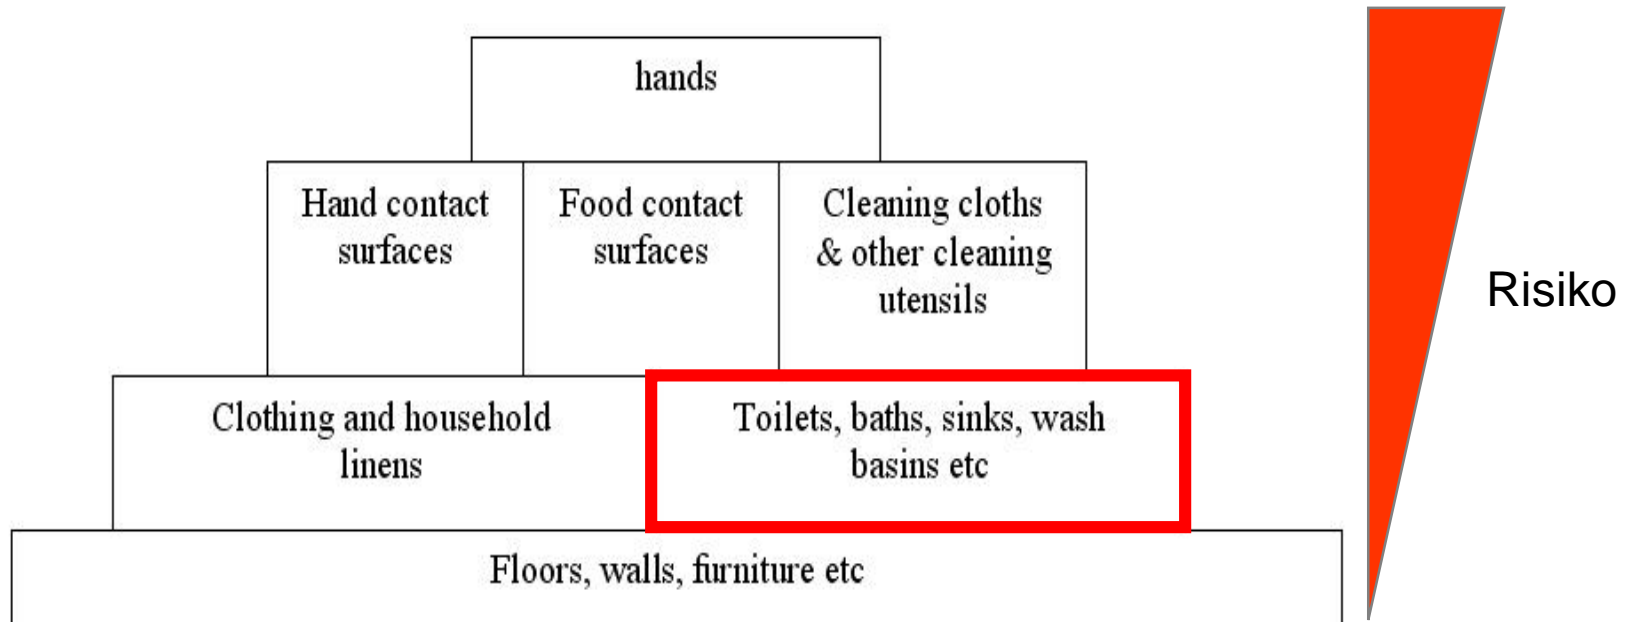 hands
Hand contact
surfaces
Food contact
surfaces
Cleaning cloths
& other cleaning
utensils
Risiko
Clothing and household
linens
Toilets, baths, sinks, wash
basins etc
Floors, walls, furniture etc